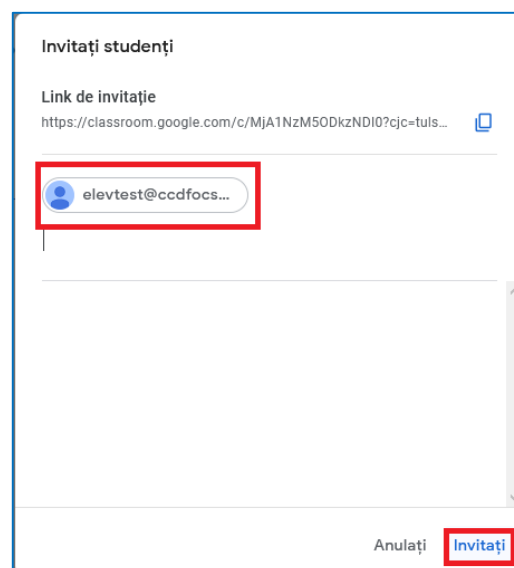 Invitați studenți
Link de invitație
https://classroom.google.com/c/MjA1NzM5ODkzNDI0?cjc=tuls...
elevtest@ccdfocs...
Anulați Invitați